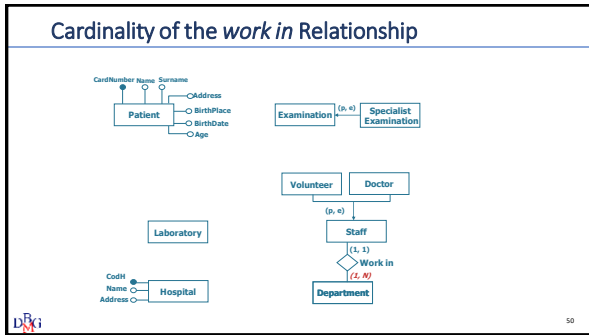 Cardinality of the work in Relationship
CardNumber Name Surname
Address
BirthPlace
BirthDate
Age
Patient
Examination
(p, e)
Specialist
Examination
Volunteer
Doctor
(p, e)
Laboratory
Staff
(1, 1)
Work in
(1, N)
Department
CodH
Name
Address
Hospital
DBMG
50